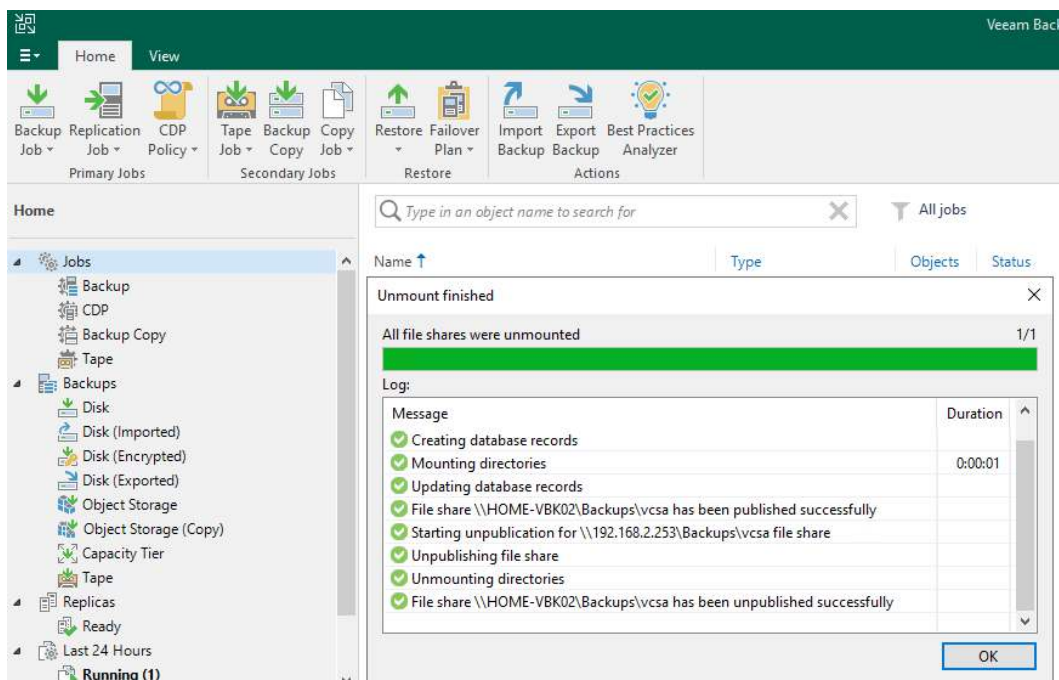 Veeam Back
Home View
Backup Job Replication Job CDP Policy Tape Job Backup Copy Copy Job Restore Failover Plan Import Backup Export Backup Best Practices Analyzer
Primary Jobs Secondary Jobs Restore Actions
Home
Type in an object name to search for All jobs
Name Type Objects Status
Jobs
Backup
CDP
Backup Copy
Tape
Backups
Disk
Disk (Imported)
Disk (Encrypted)
Disk (Exported)
Object Storage
Object Storage (Copy)
Capacity Tier
Tape
Replicas
Ready
Last 24 Hours
Running (1)
Unmount finished
All file shares were unmounted 1/1
Log:
Message Duration
Creating database records
Mounting directories 0:00:01
Updating database records
File share \\HOME-VBK02\Backups\vcsa has been published successfully
Starting unpublication for \\192.168.2.253\Backups\vcsa file share
Unpublishing file share
Unmounting directories
File share \\HOME-VBK02\Backups\vcsa has been unpublished successfully
OK